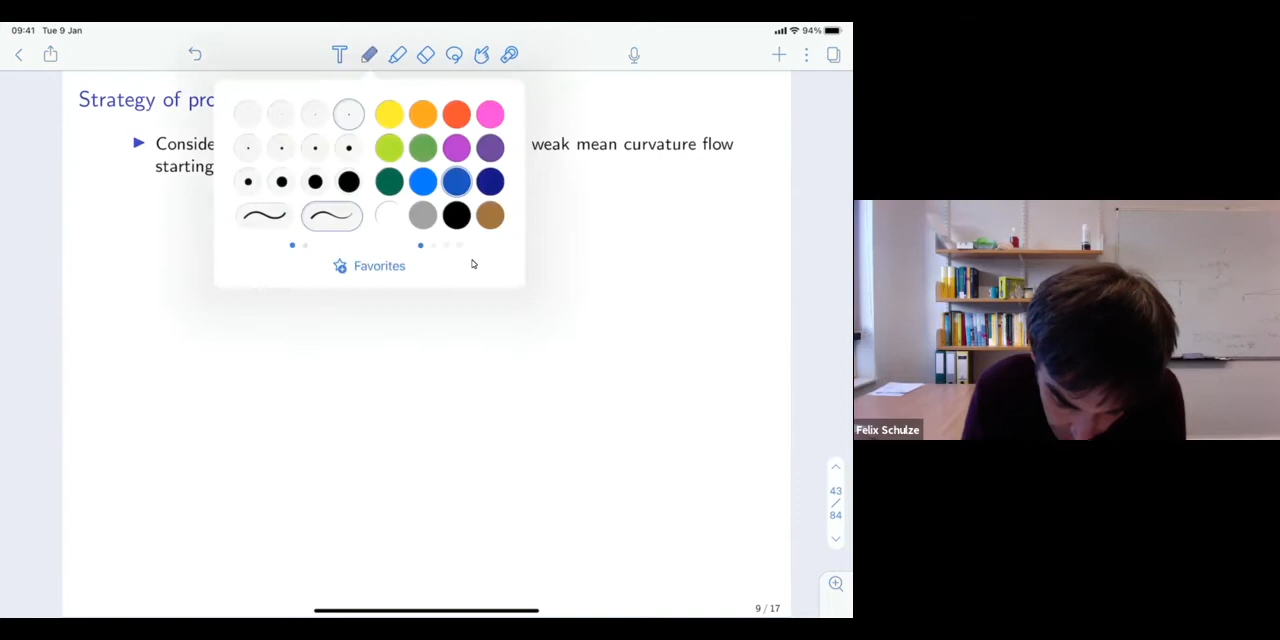 09:41 Tue 9 Jan
94%
T
Strategy of pro
Conside
weak mean curvature flow
starting
Favorites
43
/
84
9 / 17
Felix Schulze